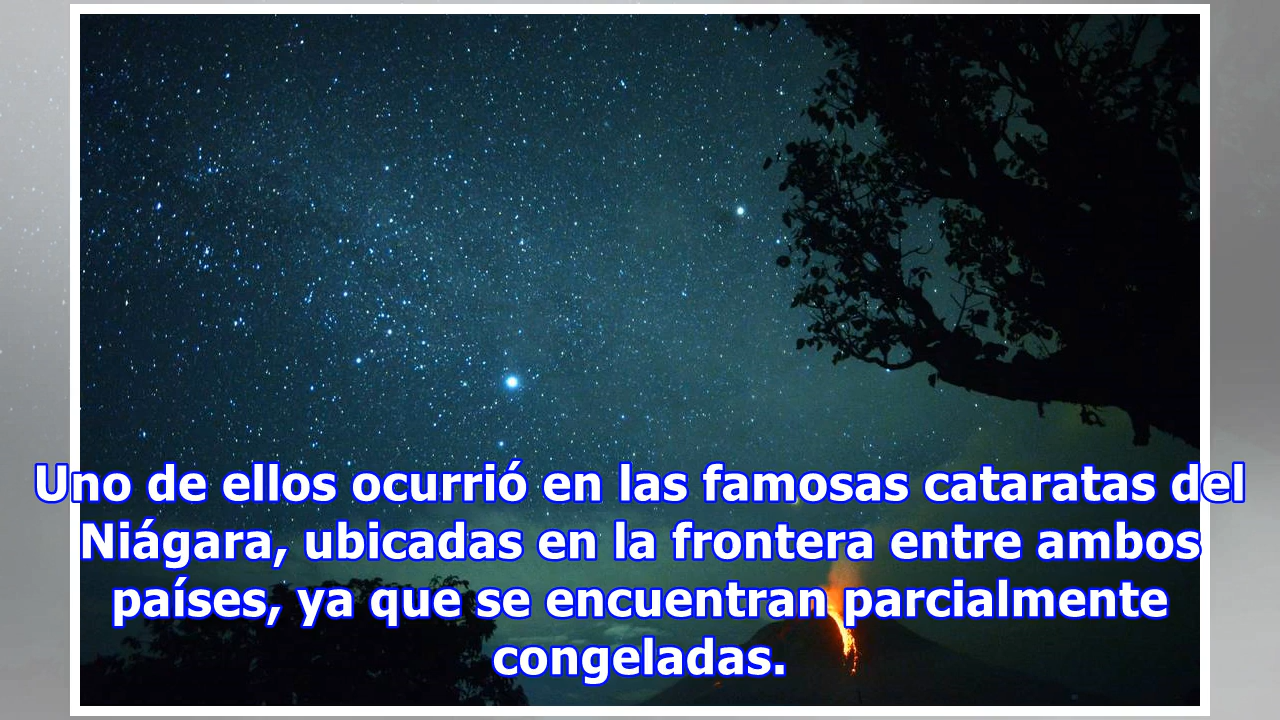 Uno de ellos ocurrió en las famosas cataratas del
Niágara, ubicadas en la frontera entre ambos
países, ya que se encuentran parcialmente
congeladas.